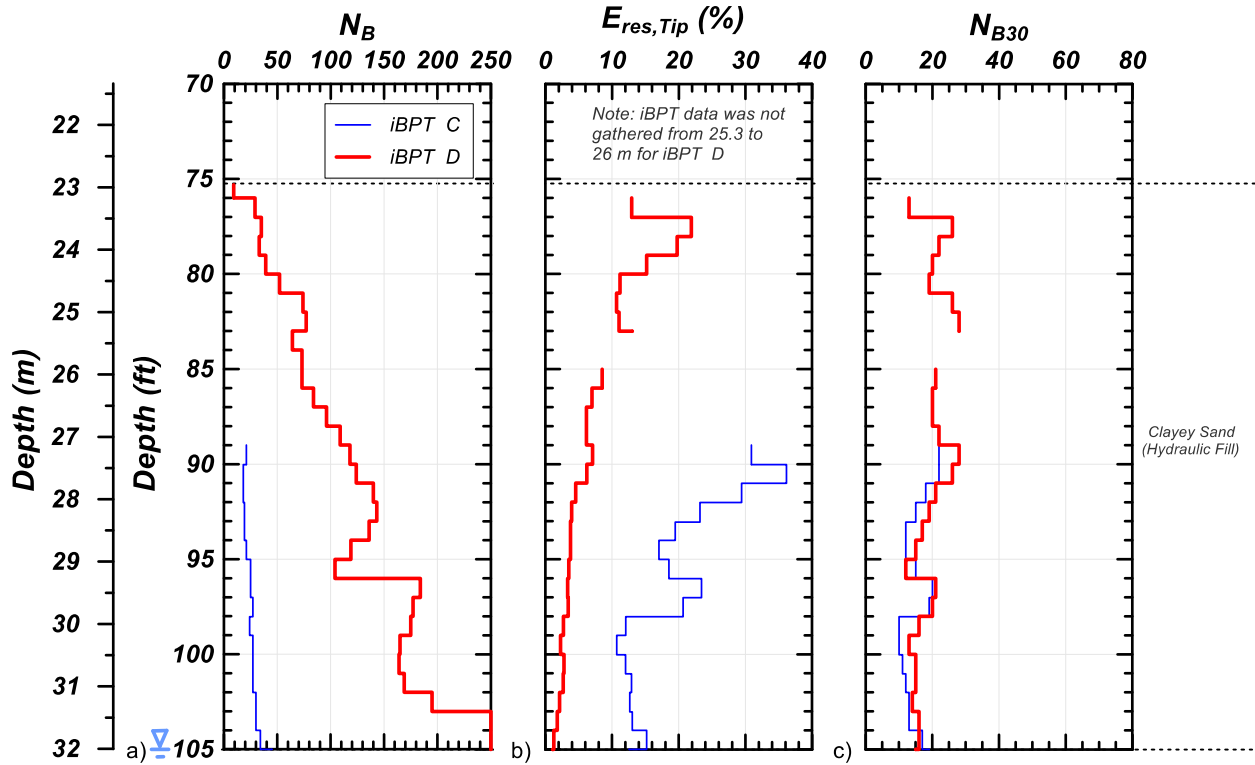 N_B
E_res,Tip (%)
N_B30
0 50 100 150 200 250
0 10 20 30 40
0 20 40 60 80
70
75
80
85
90
95
100
105
22
23
24
25
26
27
28
29
30
31
32
Depth (m)
Depth (ft)
iBPT C
iBPT D
Note: iBPT data was not
gathered from 25.3 to
26 m for iBPT D
Clayey Sand
(Hydraulic Fill)
a)
b)
c)